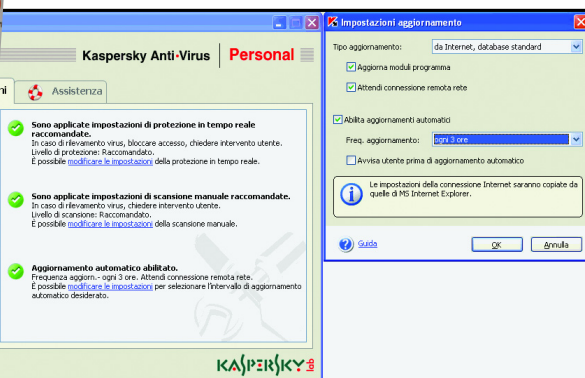 Kaspersky Anti-Virus Personal
ni
Assistenza
Sono applicate impostazioni di protezione in tempo reale
raccomandate.
In caso di rilevamento virus, bloccare accesso, chiedere intervento utente.
Livello di protezione: Raccomandato.
É possibile modificare le impostazioni della protezione in tempo reale.
Sono applicate impostazioni di scansione manuale raccomandate.
In caso di rilevamento virus, chiedere intervento utente.
Livello di scansione: Raccomandato.
É possibile modificare le impostazioni della scansione manuale.
Aggiornamento automatico abilitato.
Frequenza aggiorn.- ogni 3 ore. Attendi connessione remota rete.
É possibile modificare le impostazioni per selezionare l'intervallo di aggiornamento
automatico desiderato.
KASPERSKY lab
Impostazioni aggiornamento
Tipo aggiornamento: da Internet, database standard
Aggiorna moduli programma
Attendi connessione remota rete
Abilita aggiornamenti automatici
Freq. aggiornamento: ogni 3 ore
Avvisa utente prima di aggiornamento automatico
Le impostazioni della connessione Internet saranno copiate da
quelle di MS Internet Explorer.
Guida
OK
Annulla